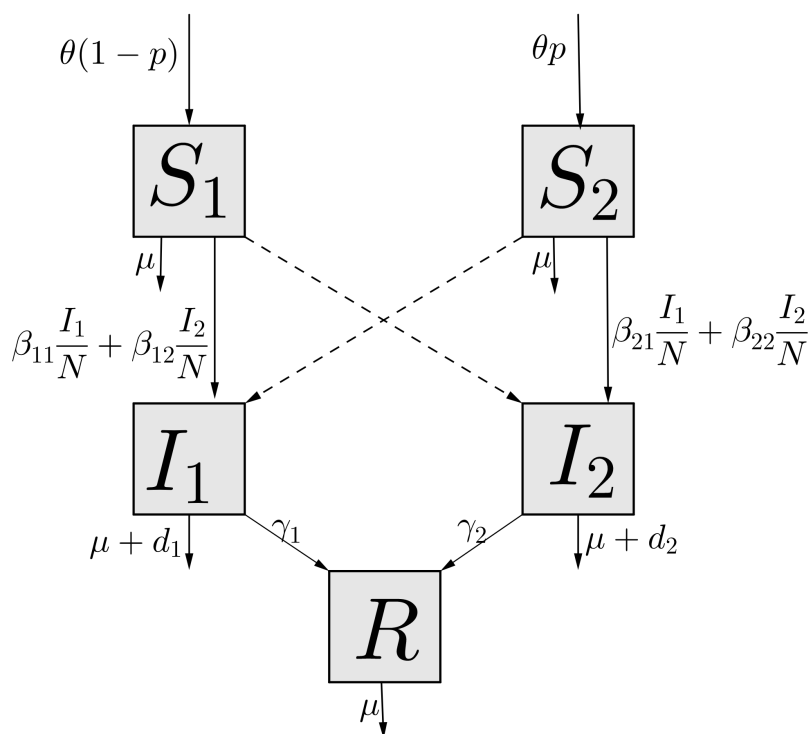 θ(1 − p)
θp
S₁
S₂
μ
μ
β₁₁ I₁/N + β₁₂ I₂/N
β₂₁ I₁/N + β₂₂ I₂/N
I₁
I₂
μ + d₁
γ₁
γ₂
μ + d₂
R
μ